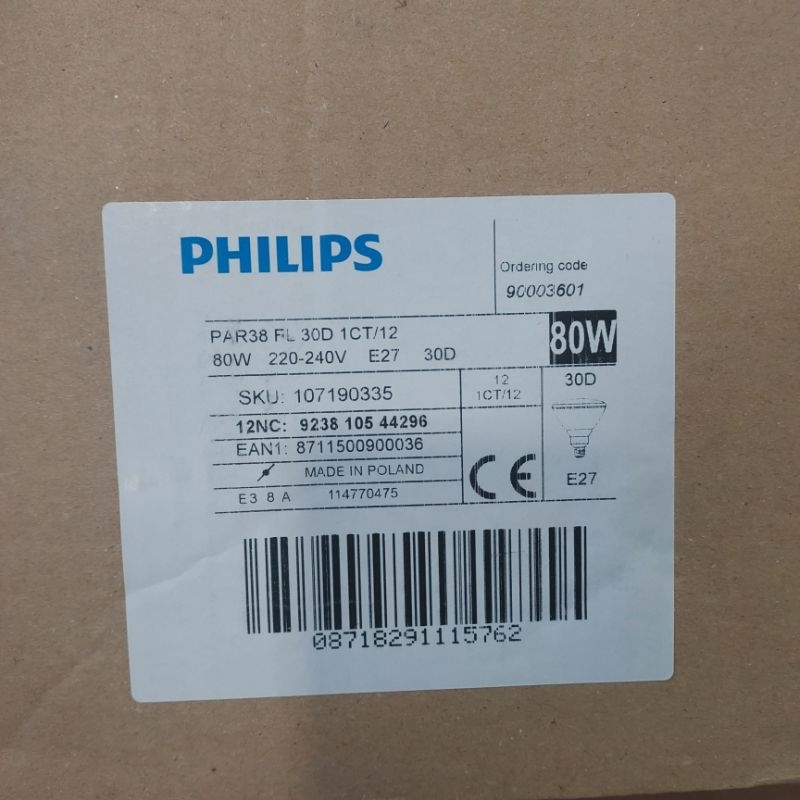 PHILIPS
Ordering code
90003601
PAR38 FL 30D 1CT/12
80W 220-240V E27 30D
80W
SKU: 107190335
12
1CT/12
30D
12NC: 9238 105 44296
EAN1: 8711500900036
MADE IN POLAND
E3 8 A 114770475
CE
E27
08718291115762